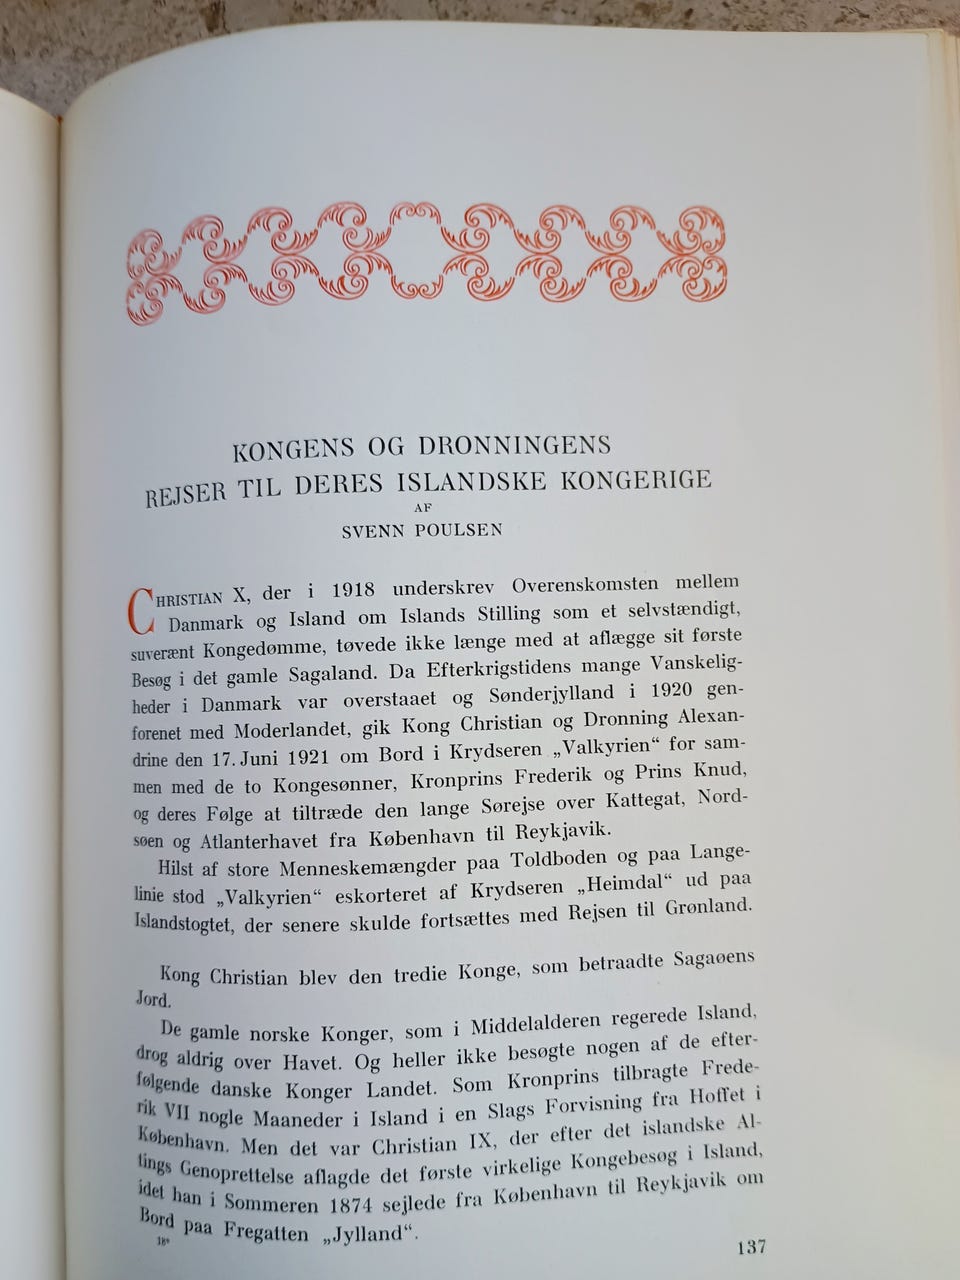 KONGENS OG DRONNINGENS
REJSER TIL DERES ISLANDSKE KONGERIGE
AF
SVENN POULSEN
CHRISTIAN X, der i 1918 underskrev Overenskomsten mellem
Danmark og Island om Islands Stilling som et selvstændigt,
suverænt Kongedømme, tøvede ikke længe med at aflægge sit første
Besøg i det gamle Sagaland. Da Efterkrigstidens mange Vanskelig-
heder i Danmark var overstaaet og Sønderjylland i 1920 gen-
forenet med Moderlandet, gik Kong Christian og Dronning Alexan-
drine den 17. Juni 1921 om Bord i Krydseren „Valkyrien“ for sam-
men med de to Kongesønner, Kronprins Frederik og Prins Knud,
og deres Følge at tiltræde den lange Sørejse over Kattegat, Nord-
søen og Atlanterhavet fra København til Reykjavik.
Hilst af store Menneskemængder paa Toldboden og paa Lange-
linie stod „Valkyrien“ eskorteret af Krydseren „Heimdal“ ud paa
Islandstogtet, der senere skulde fortsættes med Rejsen til Grønland.
Kong Christian blev den tredie Konge, som betraadte Sagaøens
Jord.
De gamle norske Konger, som i Middelalderen regerede Island,
drog aldrig over Havet. Og heller ikke besøgte nogen af de efter-
følgende danske Konger Landet. Som Kronprins tilbragte Frede-
rik VII nogle Maaneder i Island i en Slags Forvisning fra Hoffet i
København. Men det var Christian IX, der efter det islandske Al-
tings Genoprettelse aflagde det første virkelige Kongebesøg i Island,
idet han i Sommeren 1874 sejlede fra København til Reykjavik om
Bord paa Fregatten „Jylland“.
18*
137